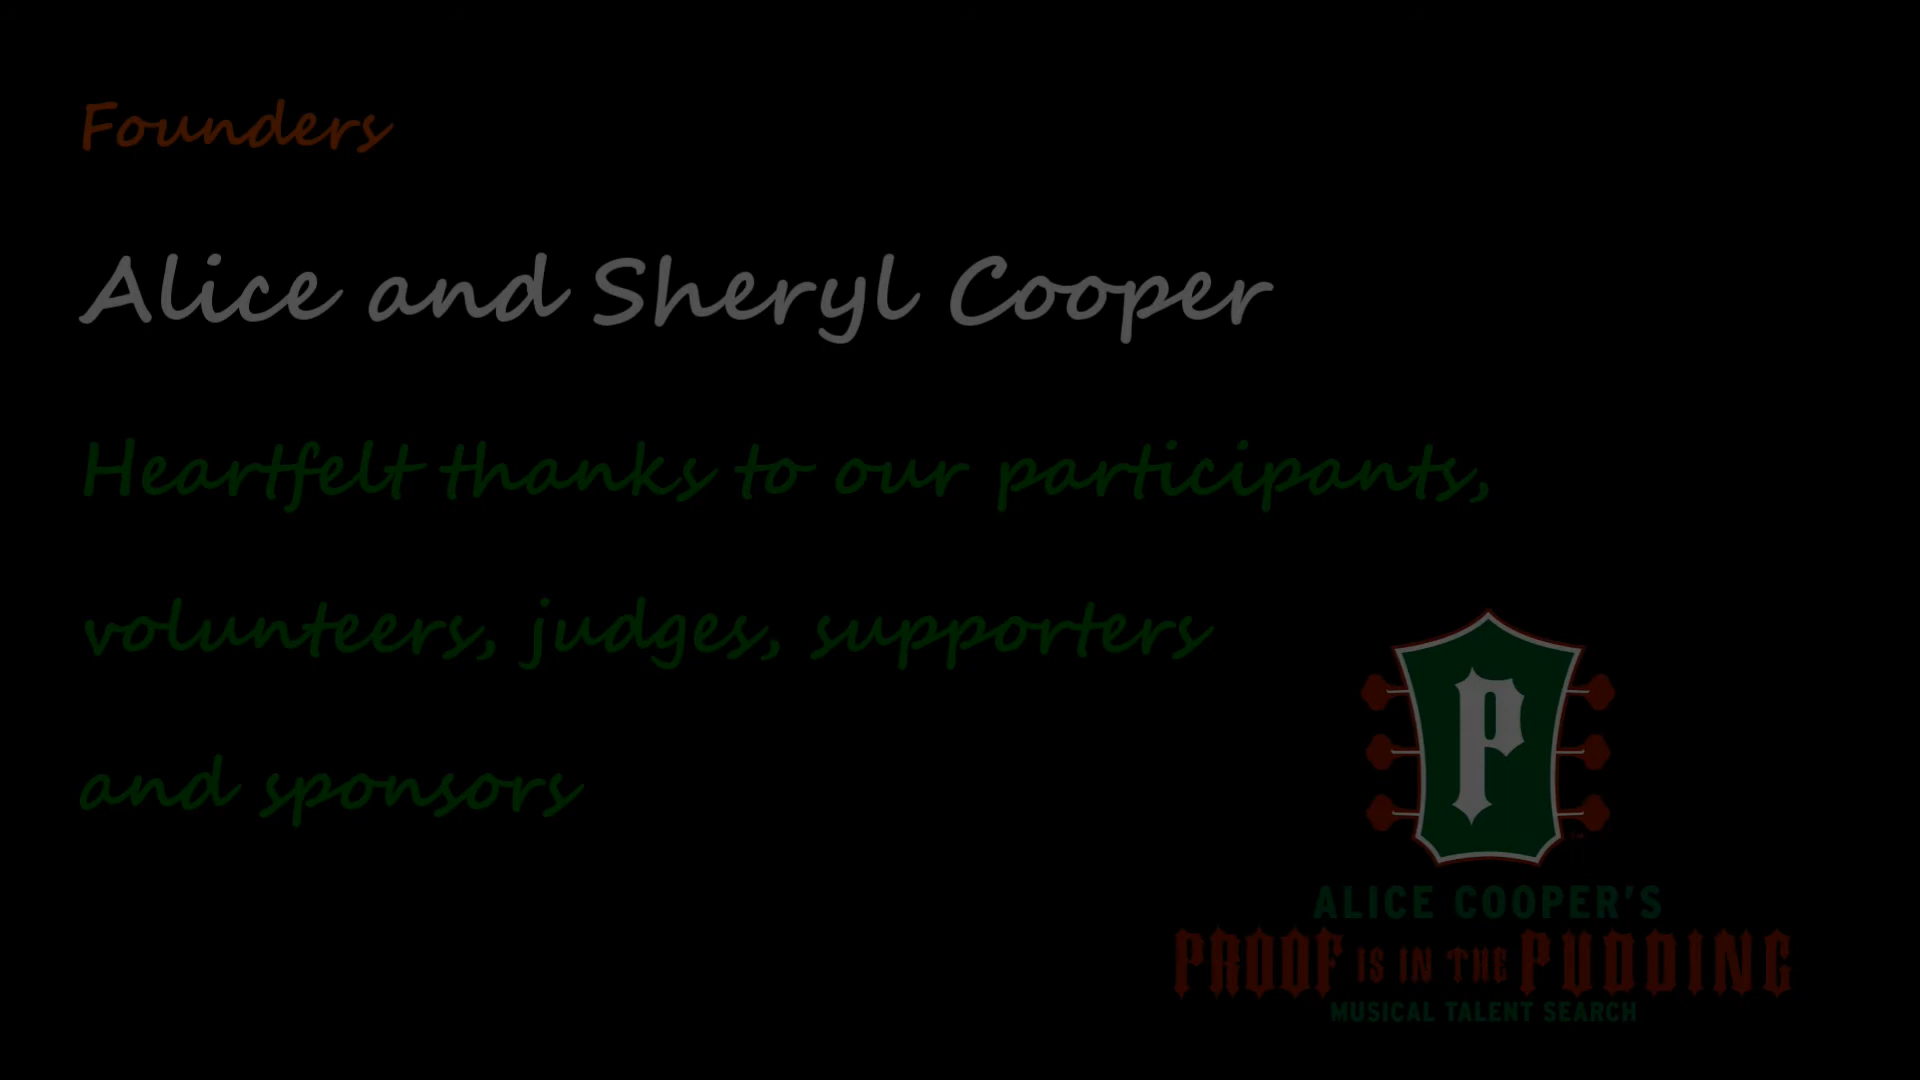 Founders
Alice and Sheryl Cooper
Heartfelt thanks to our participants,
volunteers, judges, supporters
and sponsors
P
ALICE COOPER'S
PROOF IS IN THE PUDDING
MUSICAL TALENT SEARCH